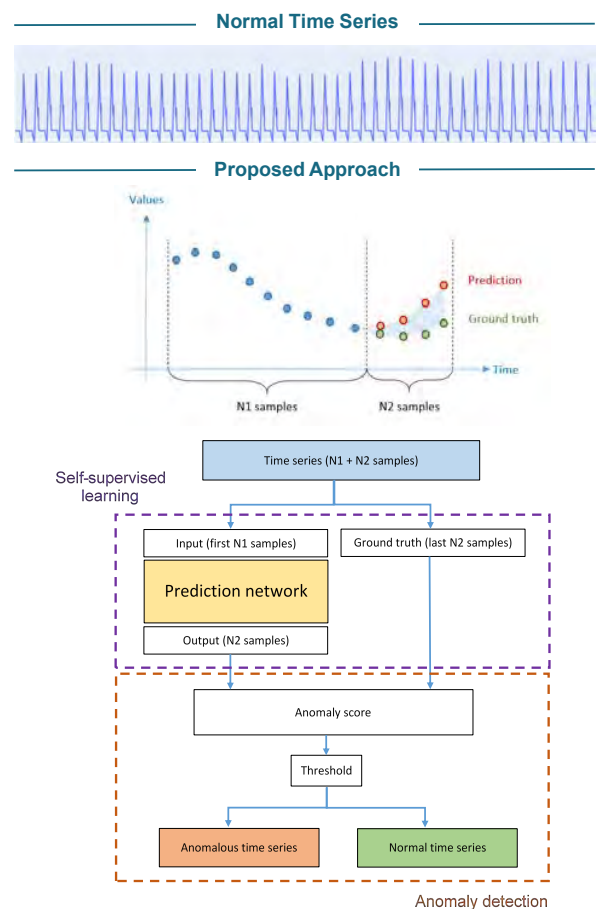 Normal Time Series
Proposed Approach
Values
Prediction
Ground truth
Time
N1 samples
N2 samples
Time series (N1 + N2 samples)
Self-supervised
learning
Input (first N1 samples)
Ground truth (last N2 samples)
Prediction network
Output (N2 samples)
Anomaly score
Threshold
Anomalous time series
Normal time series
Anomaly detection